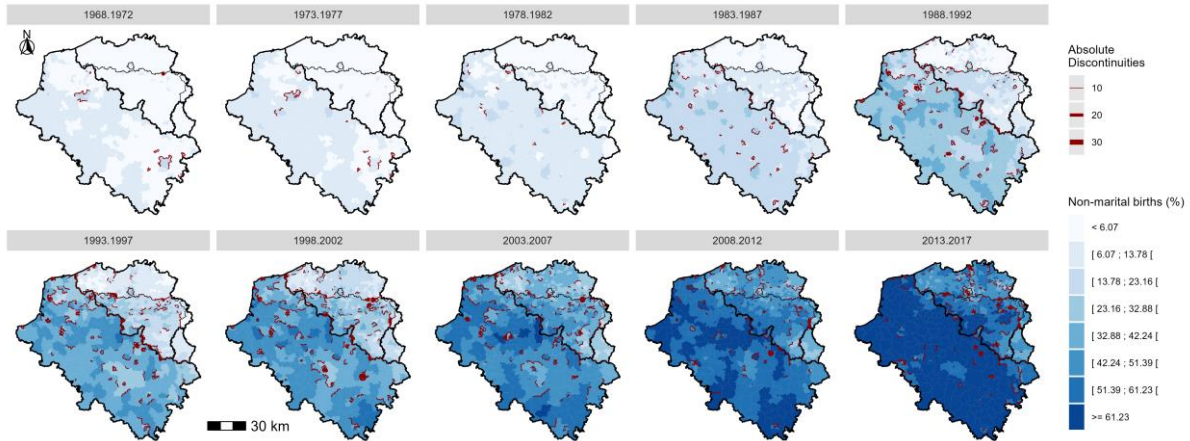 1968.1972
1973.1977
1978.1982
1983.1987
1988.1992
N
Absolute
Discontinuities
10
20
30
Non-marital births (%)
< 6.07
[ 6.07 ; 13.78 [
[ 13.78 ; 23.16 [
[ 23.16 ; 32.88 [
[ 32.88 ; 42.24 [
[ 42.24 ; 51.39 [
[ 51.39 ; 61.23 [
>= 61.23
1993.1997
1998.2002
2003.2007
2008.2012
2013.2017
30 km